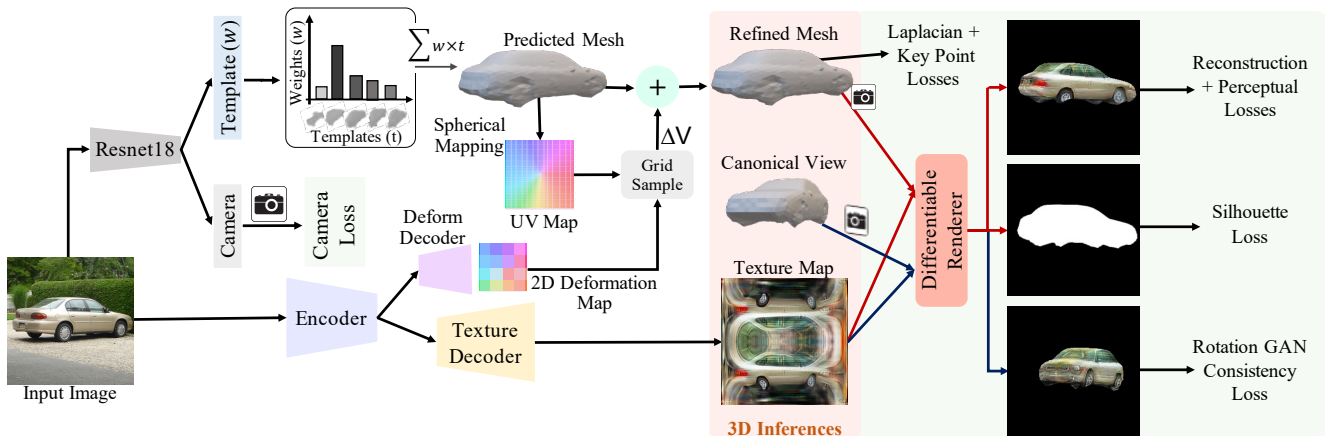 Resnet18
Template (w)
Weights (w)
Templates (t)
∑ w×t
Predicted Mesh
Spherical
Mapping
UV Map
Grid
Sample
ΔV
+
Camera
Camera
Loss
Deform
Decoder
2D Deformation
Map
Encoder
Texture
Decoder
Input Image
Refined Mesh
Canonical View
Texture Map
3D Inferences
Laplacian +
Key Point
Losses
Differentiable
Renderer
Reconstruction
+ Perceptual
Losses
Silhouette
Loss
Rotation GAN
Consistency
Loss